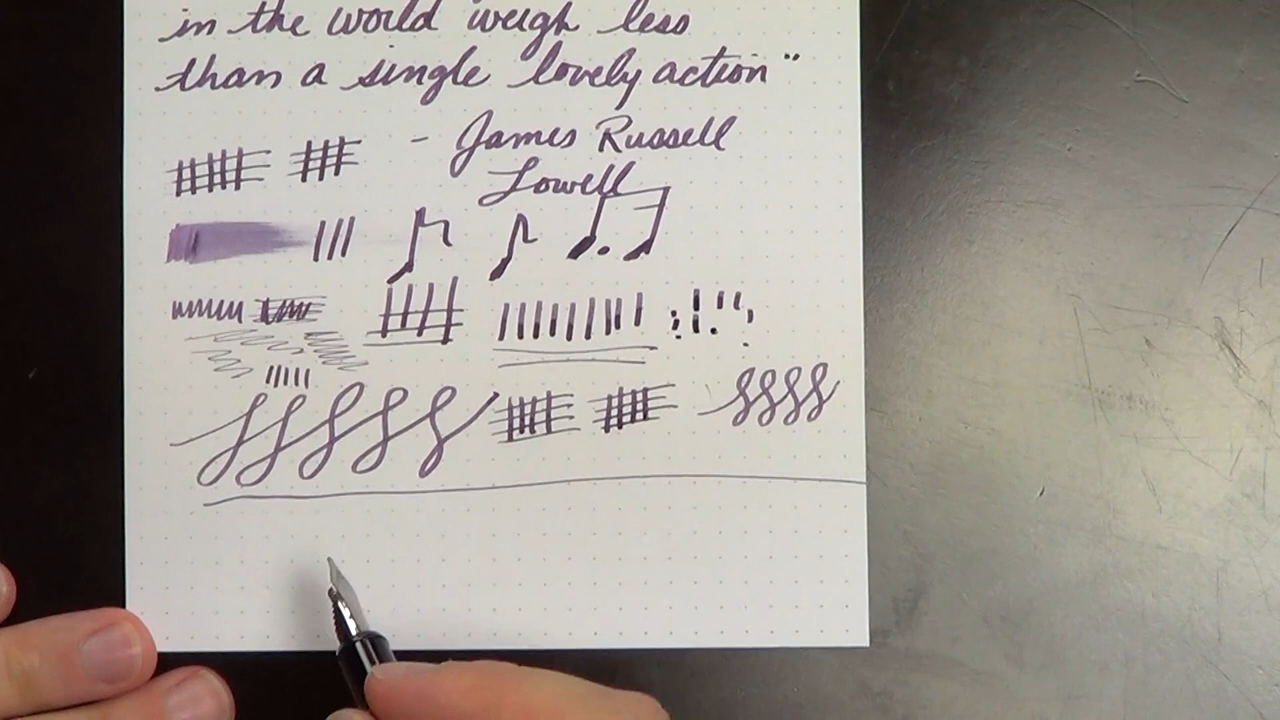 in the world weigh less
than a single lovely action"
- James Russell
Lowell